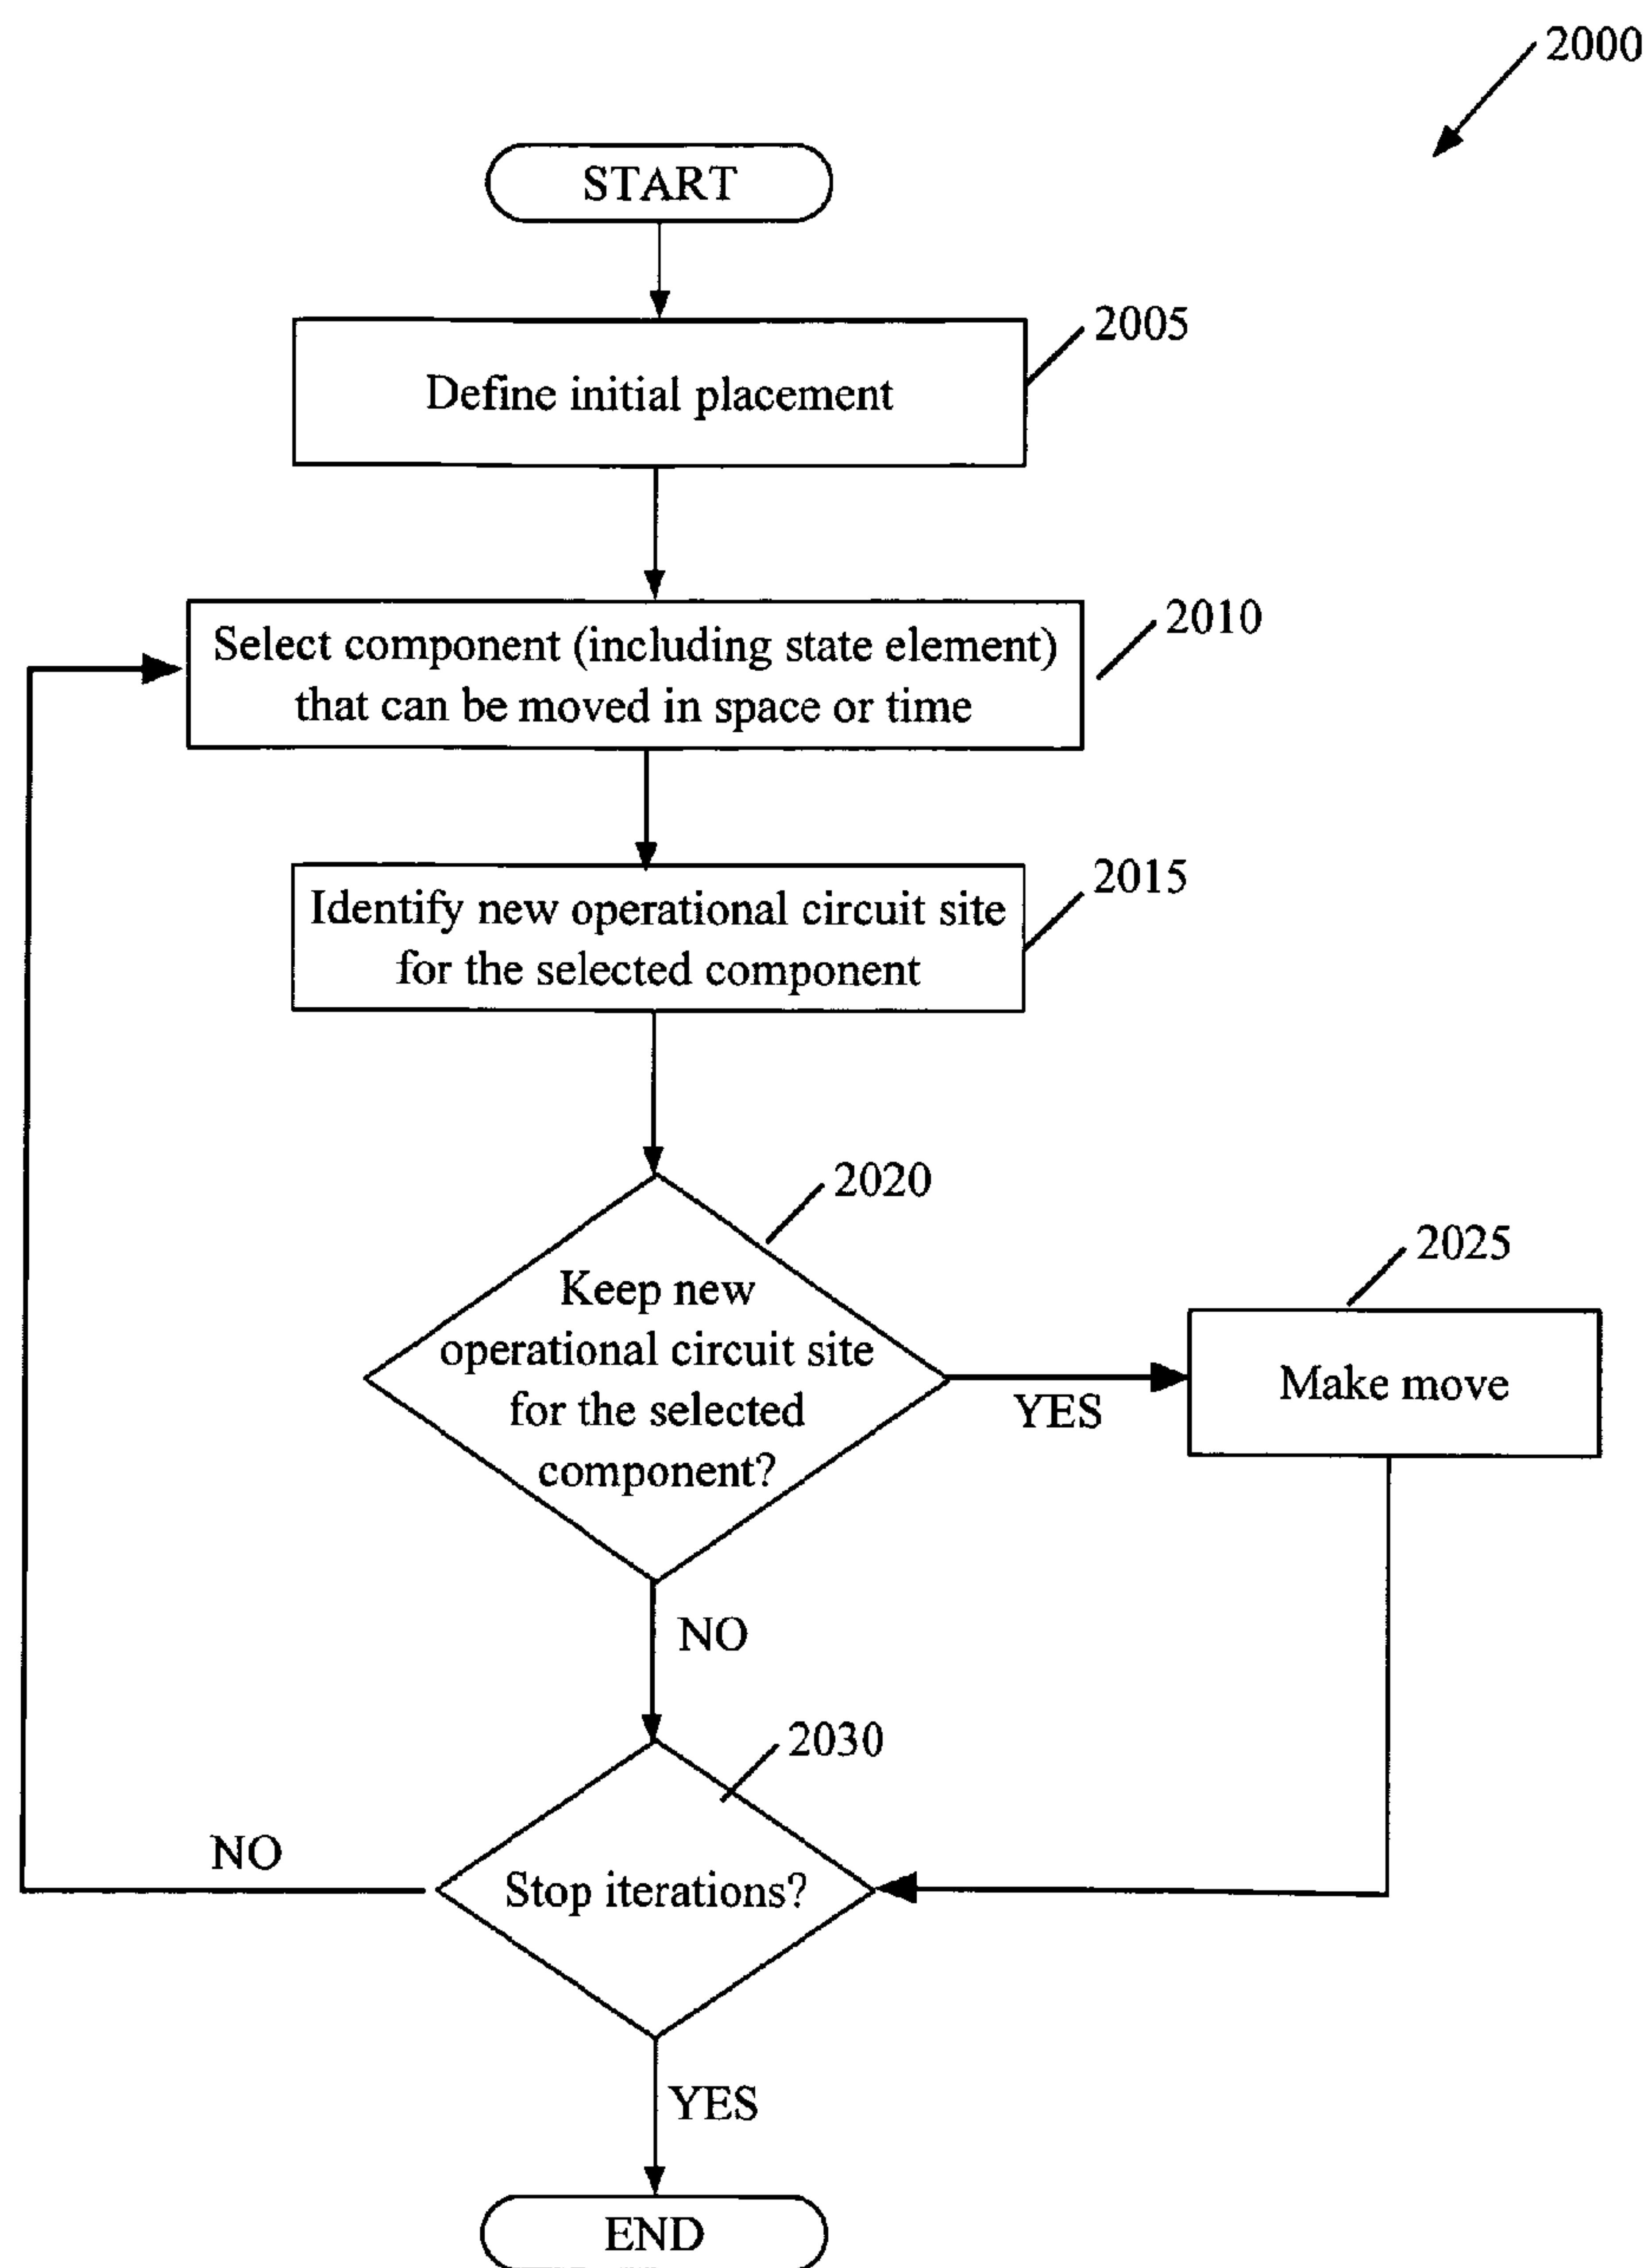 2000
START
2005
Define initial placement
2010
Select component (including state element)
that can be moved in space or time
2015
Identify new operational circuit site
for the selected component
2020
Keep new
operational circuit site
for the selected
component?
2025
YES
Make move
NO
2030
NO
Stop iterations?
YES
END